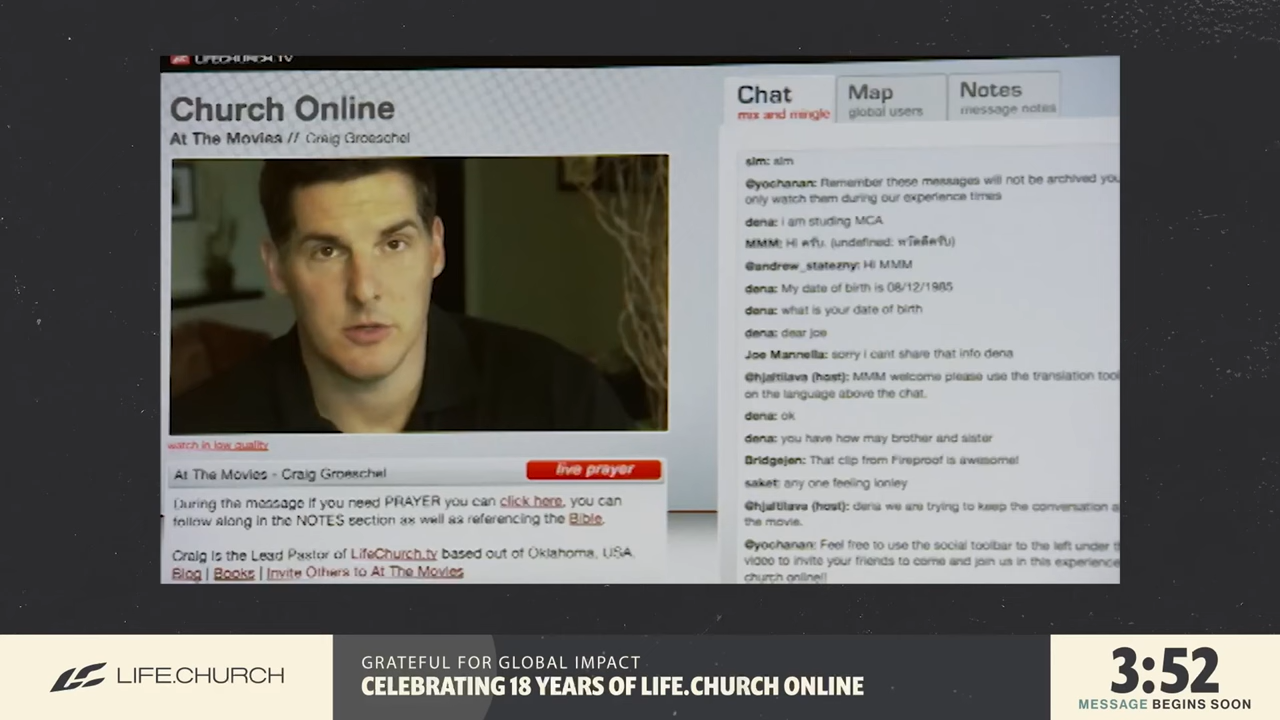 LIFECHURCH.TV
Church Online
At The Movies // Craig Groeschel
watch in low quality
At The Movies - Craig Groeschel
live prayer
During the message if you need PRAYER you can click here, you can
follow along in the NOTES section as well as referencing the Bible.
Craig is the Lead Pastor of LifeChurch.tv based out of Oklahoma, USA.
Blog | Books | Invite Others to At The Movies
Chat
mix and mingle
Map
global users
Notes
message notes
slm: slm
@yochanan: Remember these messages will not be archived you
only watch them during our experience times
dena: i am studing MCA
MMM: Hi ครับ. (undefined: หวัดดีครับ)
@andrew_statezny: Hi MMM
dena: My date of birth is 08/12/1985
dena: what is your date of birth
dena: dear joe
Joe Mannella: sorry i cant share that info dena
@hjaltilava (host): MMM welcome please use the translation tool
on the language above the chat.
dena: ok
dena: you have how may brother and sister
Bridgejen: That clip from Fireproof is awesome!
saket: any one feeling lonley
@hjaltilava (host): dena we are trying to keep the conversation
the movie.
@yochanan: Feel free to use the social toolbar to the left under
video to invite your friends to come and join us in this experience
church online!!
LIFE.CHURCH
GRATEFUL FOR GLOBAL IMPACT
CELEBRATING 18 YEARS OF LIFE.CHURCH ONLINE
3:52
MESSAGE BEGINS SOON